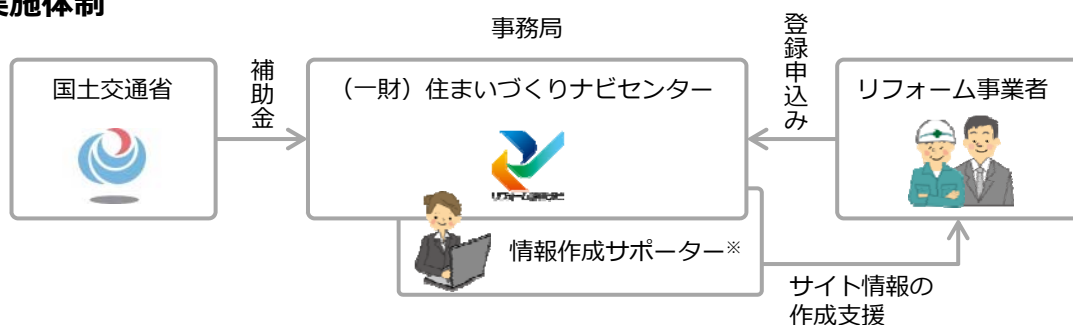 実施体制
事務局
国土交通省
補助金
（一財）住まいづくりナビセンター
登録申込み
リフォーム事業者
情報作成サポーター※
サイト情報の
作成支援